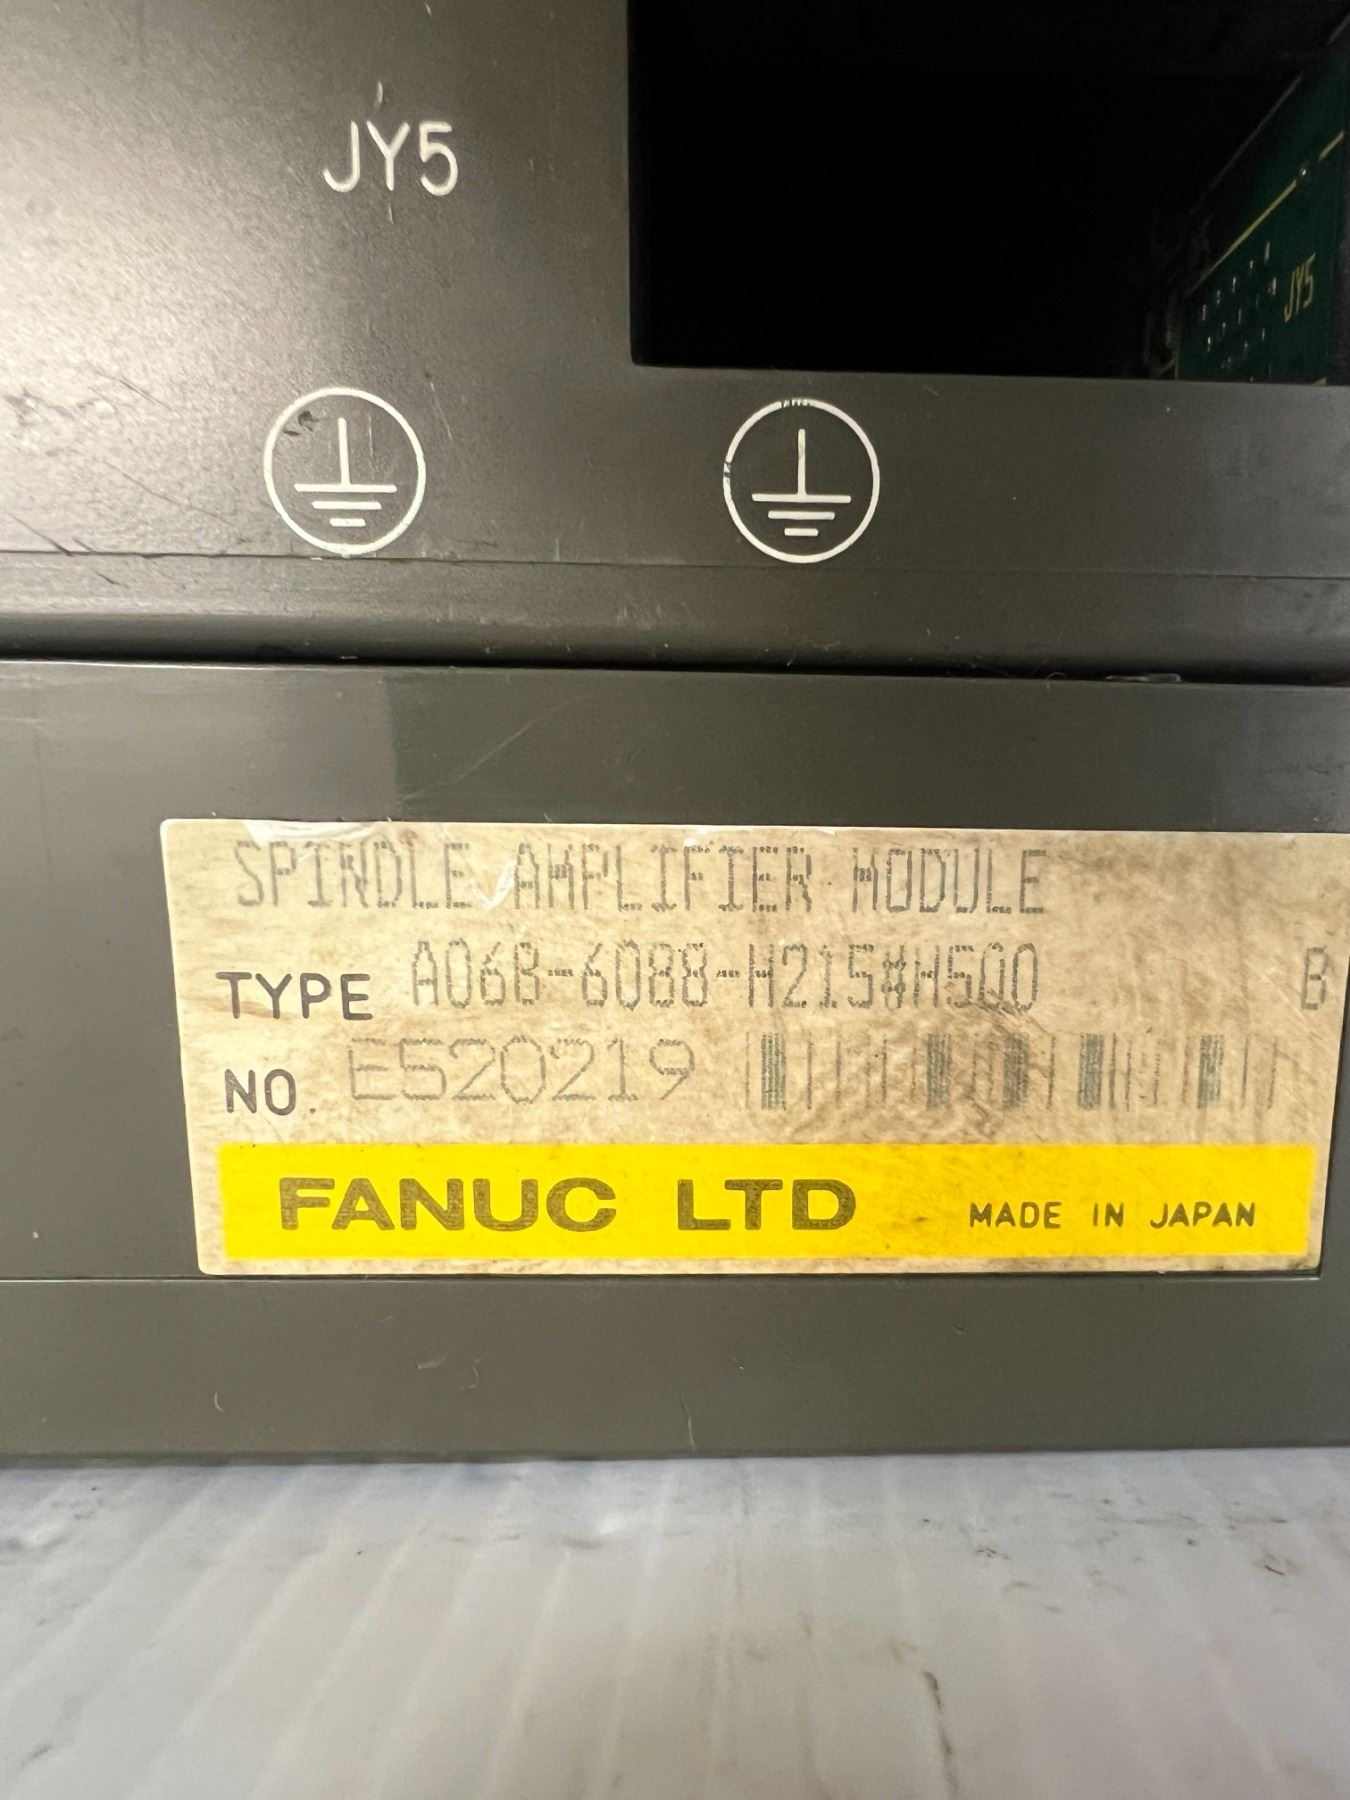 JY5
JY5
SPINDLE AMPLIFIER MODULE
TYPE A06B-6088-H215#H500 B
NO. E520219
FANUC LTD MADE IN JAPAN